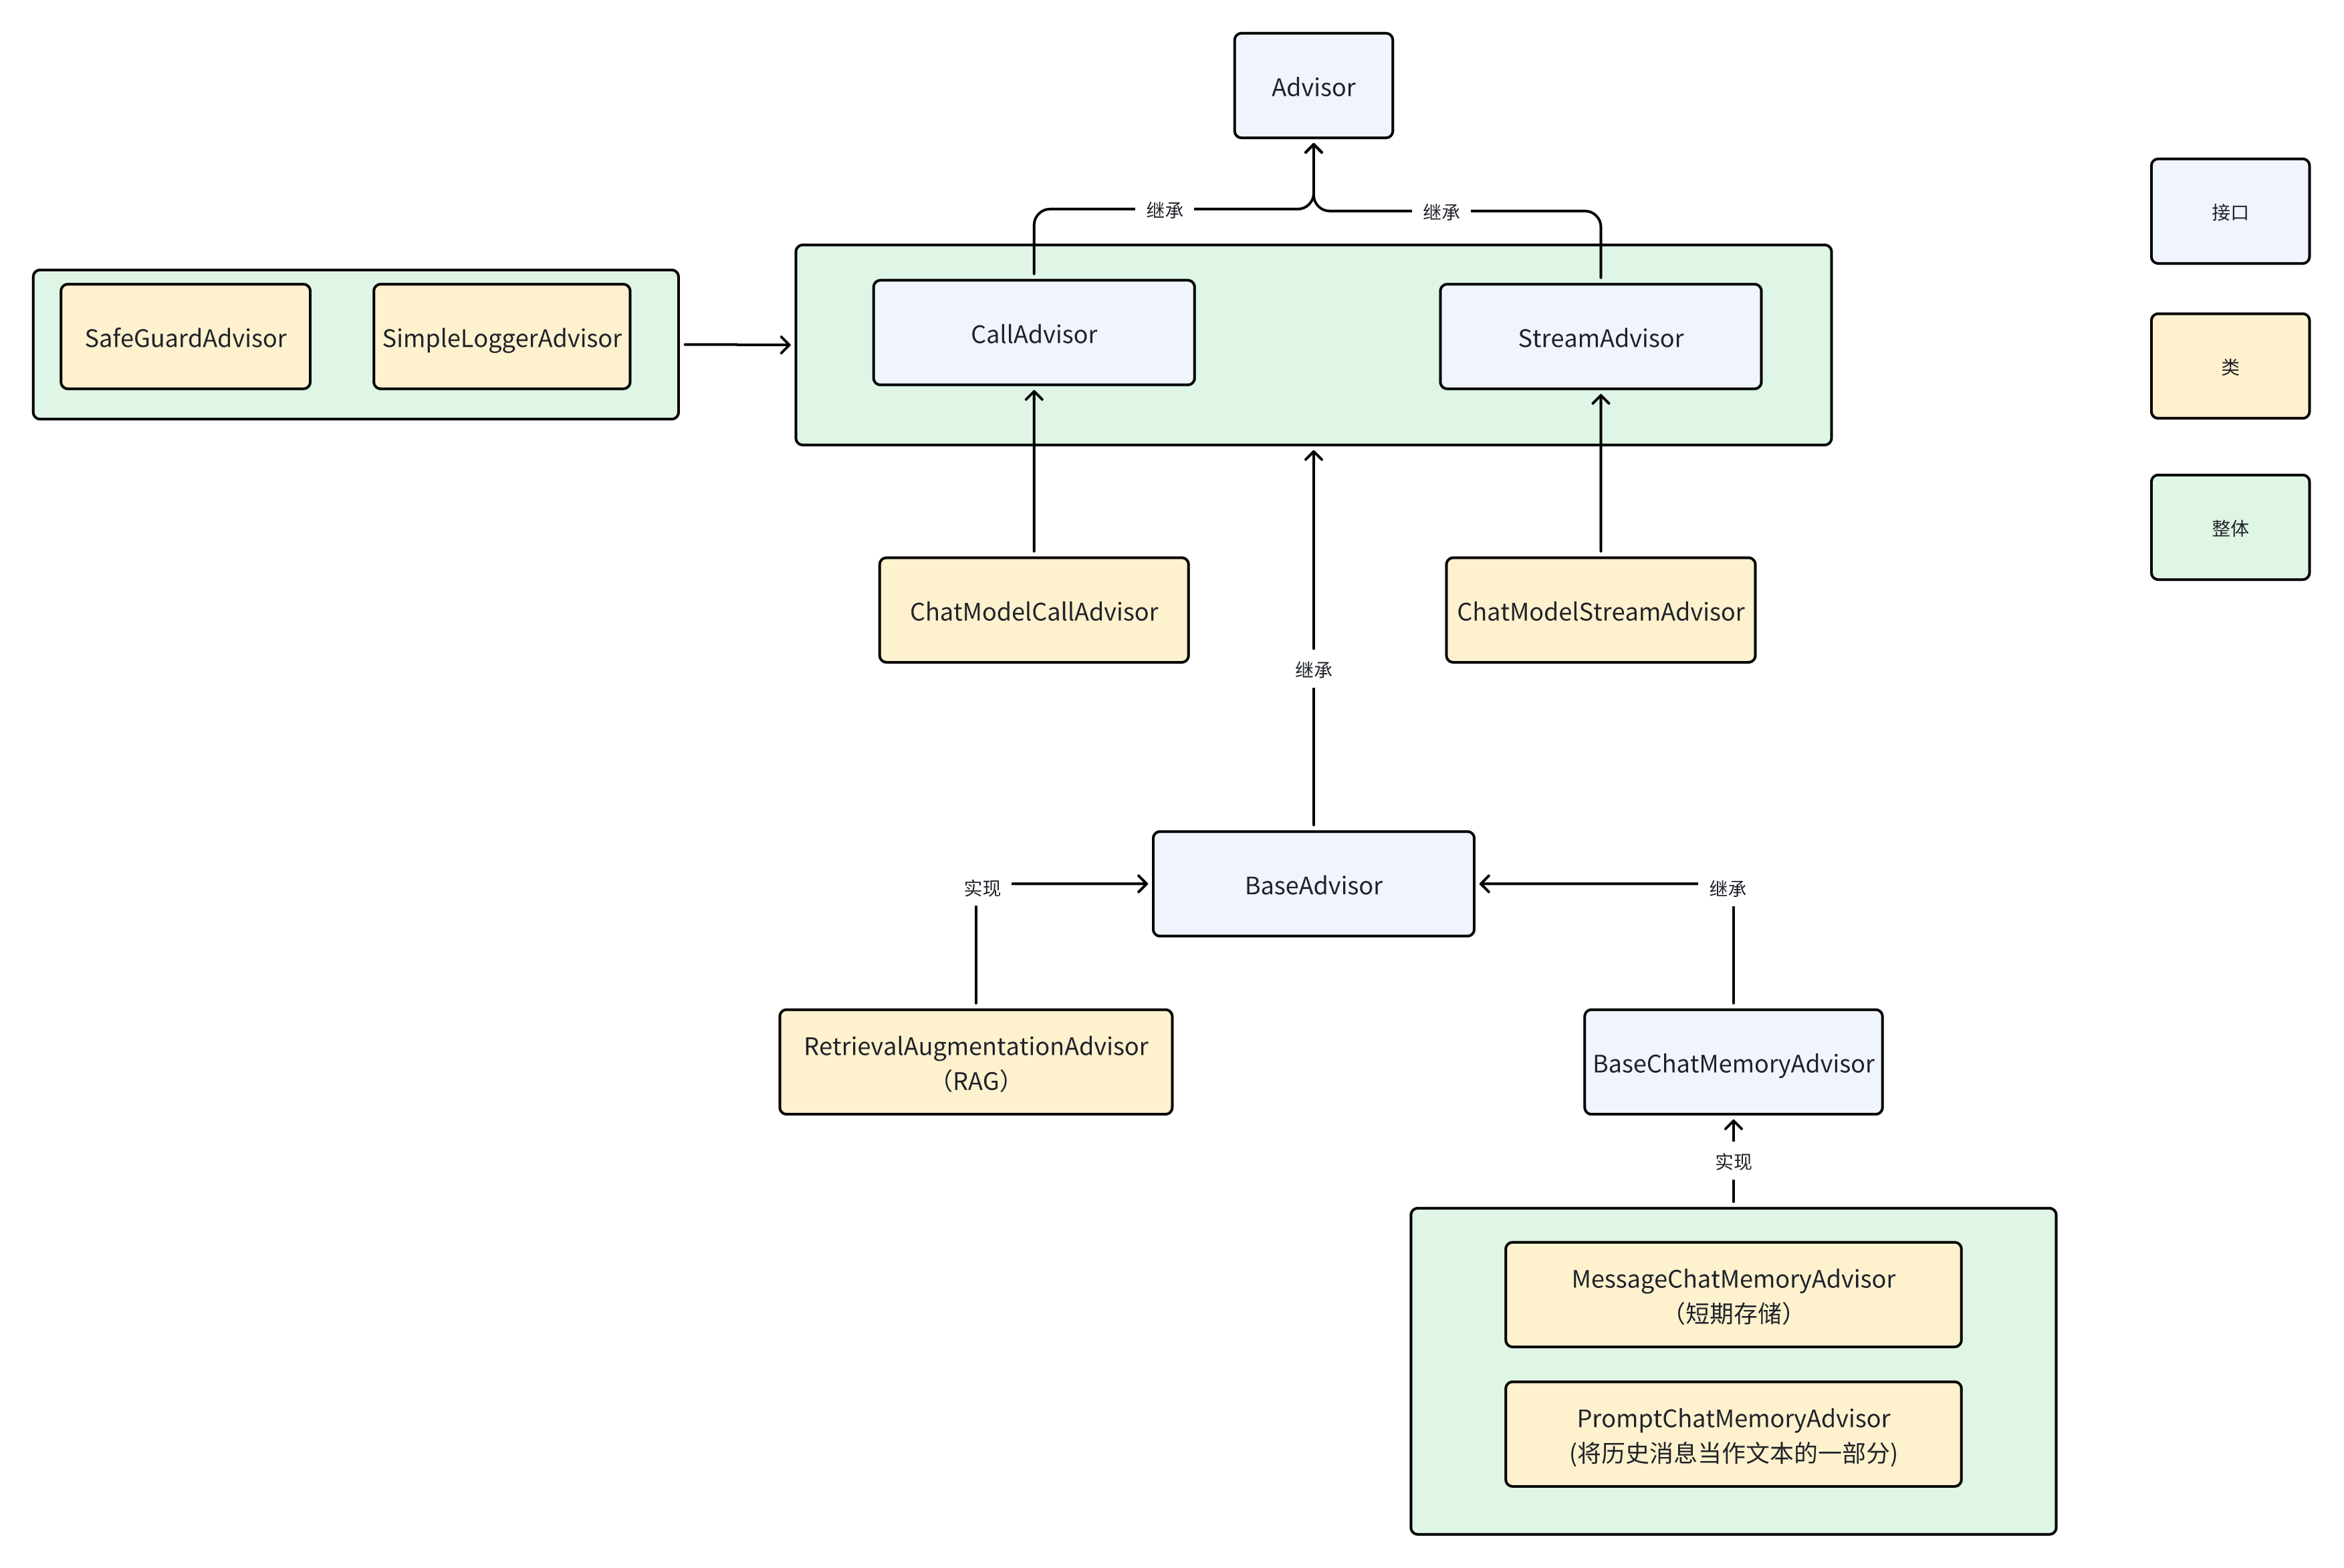 Advisor
继承
继承
接口
SafeGuardAdvisor
SimpleLoggerAdvisor
CallAdvisor
StreamAdvisor
类
整体
ChatModelCallAdvisor
ChatModelStreamAdvisor
继承
实现
BaseAdvisor
继承
RetrievalAugmentationAdvisor
（RAG）
BaseChatMemoryAdvisor
实现
MessageChatMemoryAdvisor
（短期存储）
PromptChatMemoryAdvisor
(将历史消息当作文本的一部分)